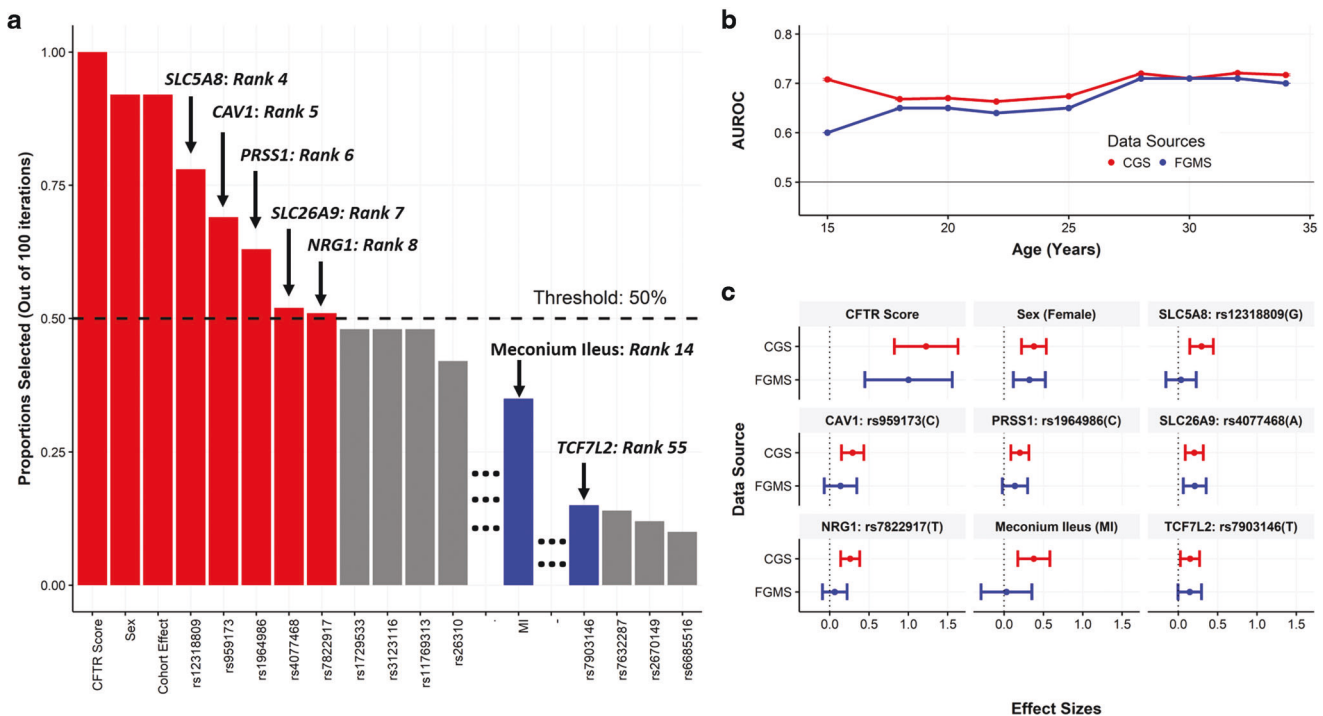 a
Proportions Selected (Out of 100 iterations)
1.00
0.75
0.50
0.25
0.00
SLC5A8: Rank 4
CAV1: Rank 5
PRSS1: Rank 6
SLC26A9: Rank 7
NRG1: Rank 8
Threshold: 50%
Meconium Ileus: Rank 14
TCF7L2: Rank 55
CFTR Score
Sex
Cohort Effect
rs12318809
rs959173
rs1964986
rs4077468
rs7822917
rs1729533
rs3123116
rs11769313
rs26310
.
MI
-
rs7903146
rs7632287
rs2670149
rs6685516
b
AUROC
0.8
0.7
0.6
0.5
Data Sources
CGS FGMS
15 20 25 30 35
Age (Years)
c
Data Source
CFTR Score Sex (Female) SLC5A8: rs12318809(G)
CGS
FGMS
CAV1: rs959173(C) PRSS1: rs1964986(C) SLC26A9: rs4077468(A)
CGS
FGMS
NRG1: rs7822917(T) Meconium Ileus (MI) TCF7L2: rs7903146(T)
CGS
FGMS
0.0 0.5 1.0 1.5 0.0 0.5 1.0 1.5 0.0 0.5 1.0 1.5
Effect Sizes